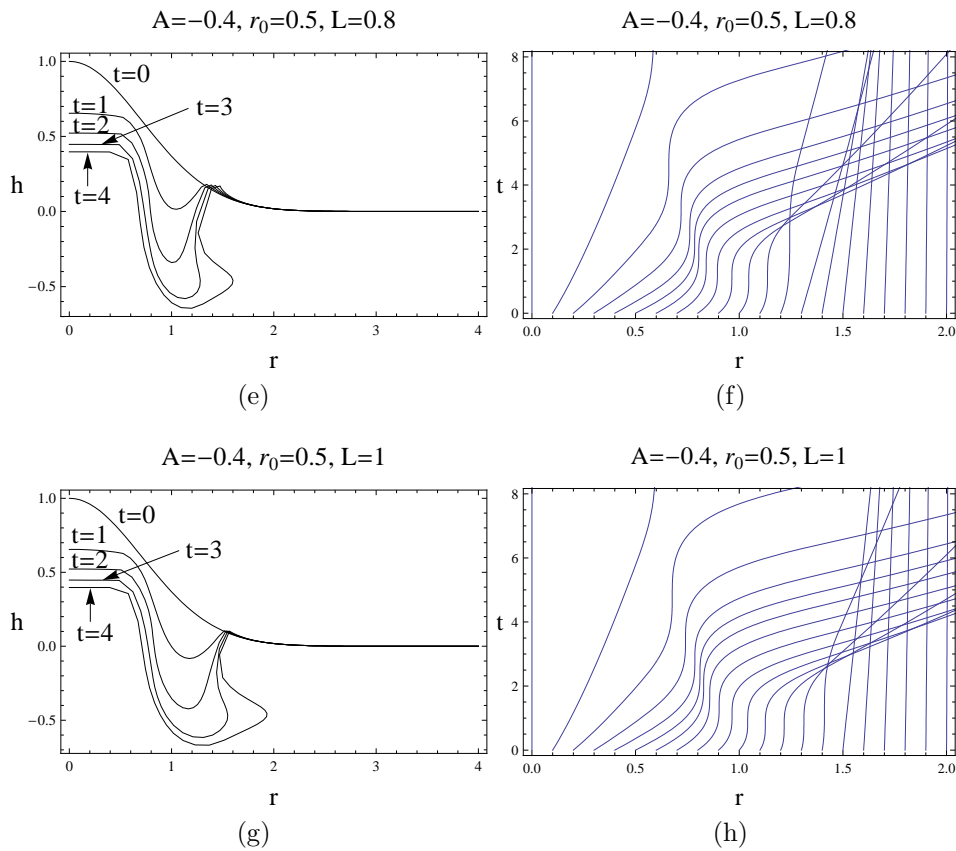 A=−0.4, r0=0.5, L=0.8
A=−0.4, r0=0.5, L=0.8
1.0
0.5
0.0
−0.5
h
t=0
t=1
t=2
t=3
t=4
0
1
2
3
4
r
(e)
8
6
4
2
0
t
0.0
0.5
1.0
1.5
2.0
r
(f)
A=−0.4, r0=0.5, L=1
A=−0.4, r0=0.5, L=1
1.0
0.5
0.0
−0.5
h
t=0
t=1
t=2
t=3
t=4
0
1
2
3
4
r
(g)
8
6
4
2
0
t
0.0
0.5
1.0
1.5
2.0
r
(h)